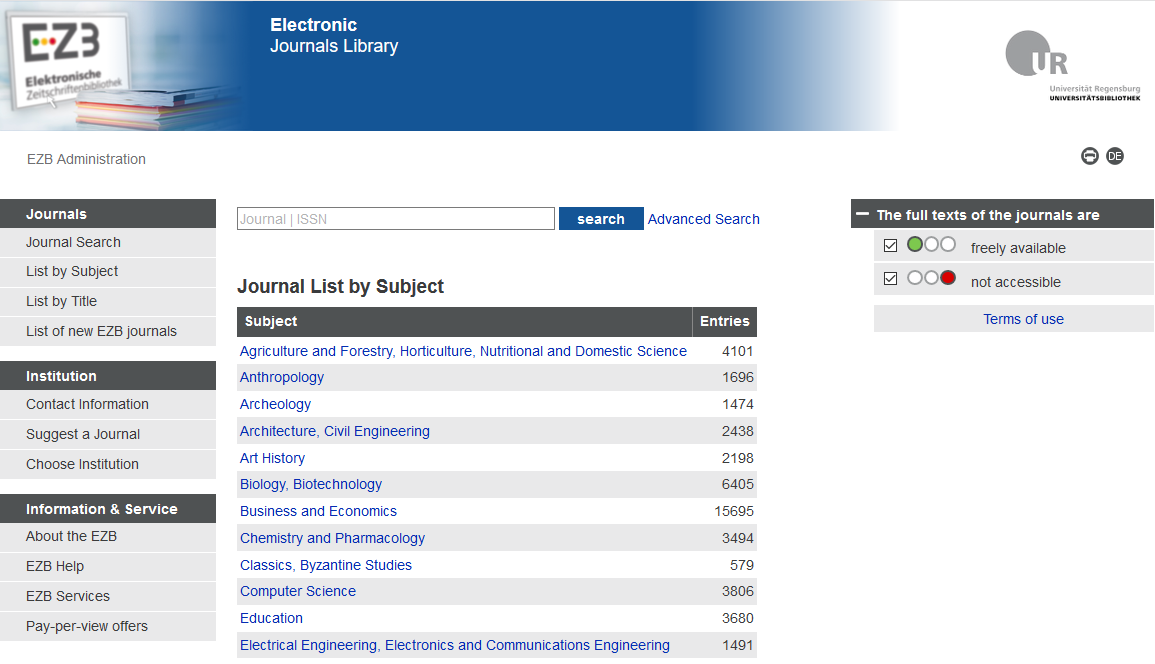 EZB
Elektronische
Zeitschriftenbibliothek
Electronic
Journals Library
UR
Universität Regensburg
UNIVERSITÄTSBIBLIOTHEK
EZB Administration
DE
Journals
Journal Search
List by Subject
List by Title
List of new EZB journals
Institution
Contact Information
Suggest a Journal
Choose Institution
Information & Service
About the EZB
EZB Help
EZB Services
Pay-per-view offers
Journal | ISSN search Advanced Search
Journal List by Subject
Subject Entries
Agriculture and Forestry, Horticulture, Nutritional and Domestic Science 4101
Anthropology 1696
Archeology 1474
Architecture, Civil Engineering 2438
Art History 2198
Biology, Biotechnology 6405
Business and Economics 15695
Chemistry and Pharmacology 3494
Classics, Byzantine Studies 579
Computer Science 3806
Education 3680
Electrical Engineering, Electronics and Communications Engineering 1491
The full texts of the journals are
freely available
not accessible
Terms of use